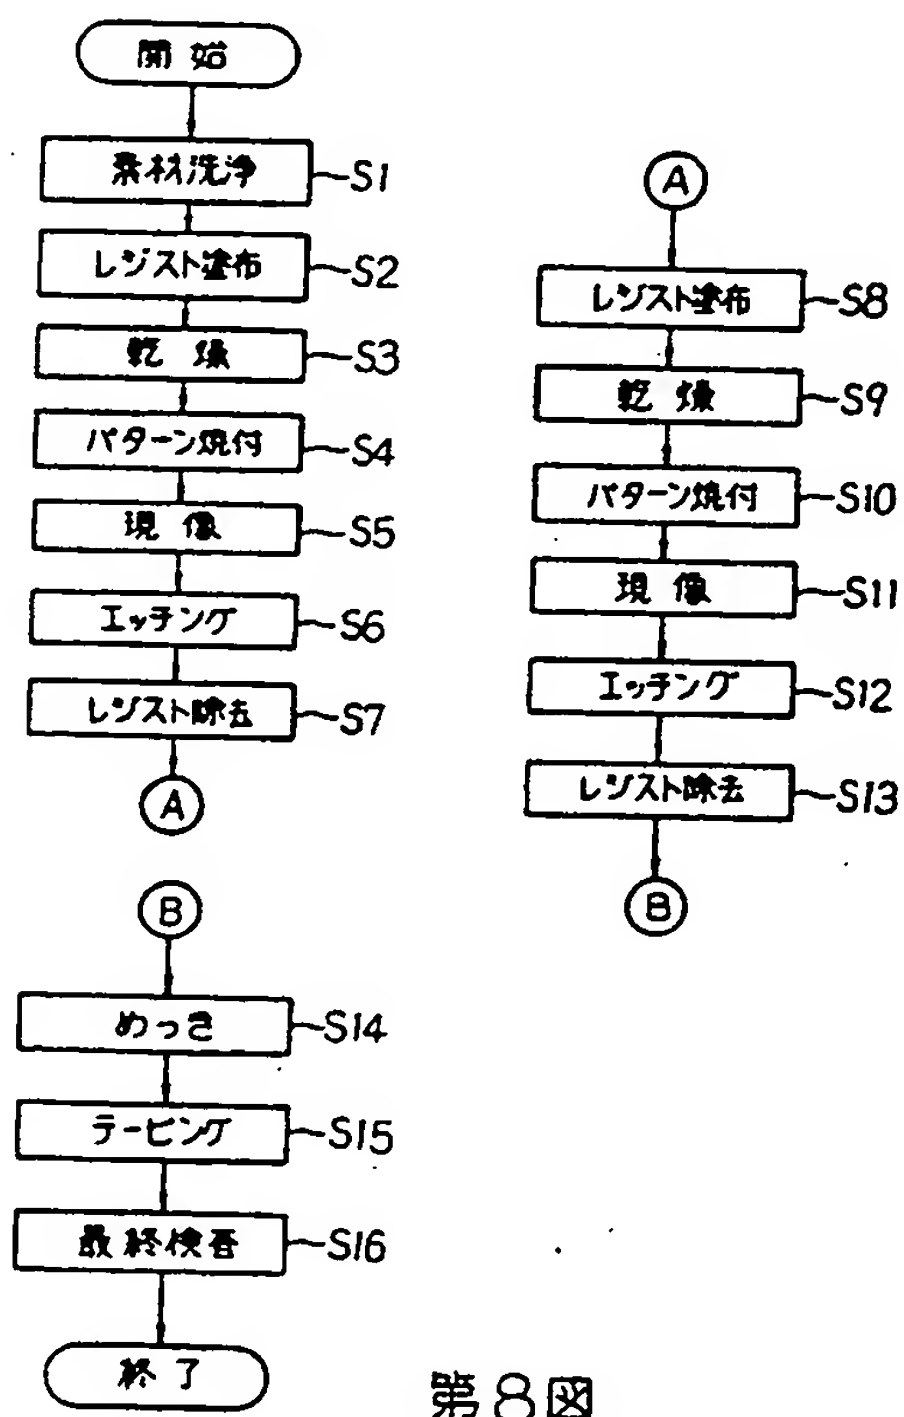 開始
素材洗浄 S1
レジスト塗布 S2
乾燥 S3
パターン焼付 S4
現像 S5
エッチング S6
レジスト除去 S7
A
A
レジスト塗布 S8
乾燥 S9
パターン焼付 S10
現像 S11
エッチング S12
レジスト除去 S13
B
B
めっき S14
テーピング S15
最終検査 S16
終了
第8図